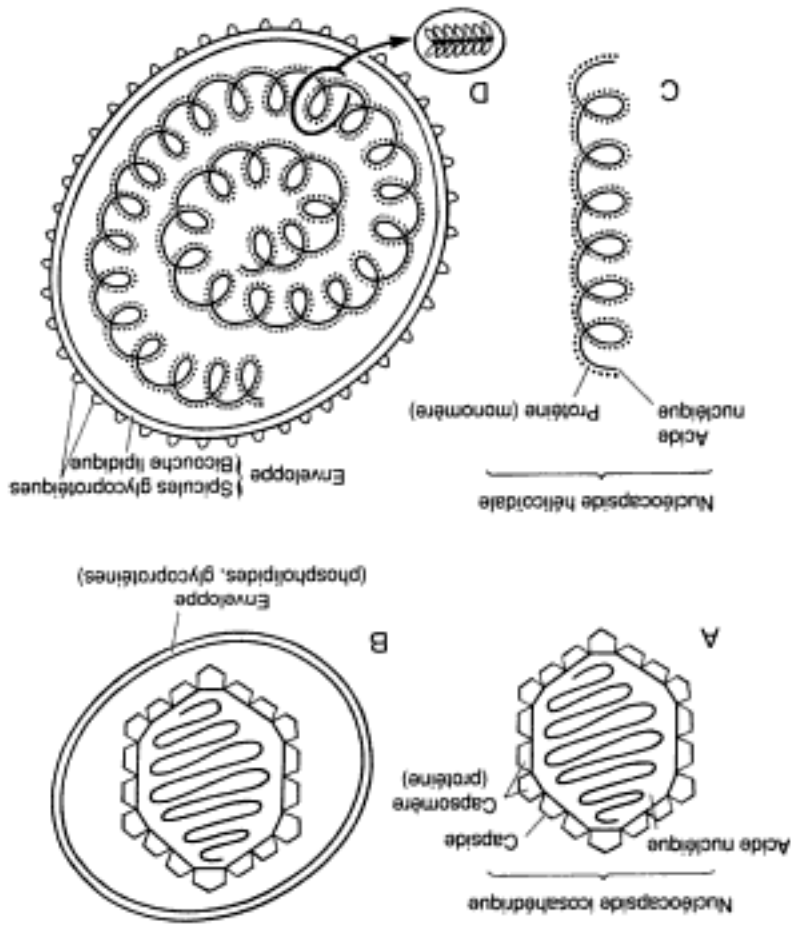 Nucléocapside icosahédrique
Acide nucléique
Capside
Capsomère
(protéine)
A
B
Enveloppe
(phospholipides, glycoprotéines)
Nucléocapside hélicoïdale
Acide
nucléique
Protéine (monomère)
Enveloppe
Spicules glycoprotéiques
Bicouche lipidique
C
D